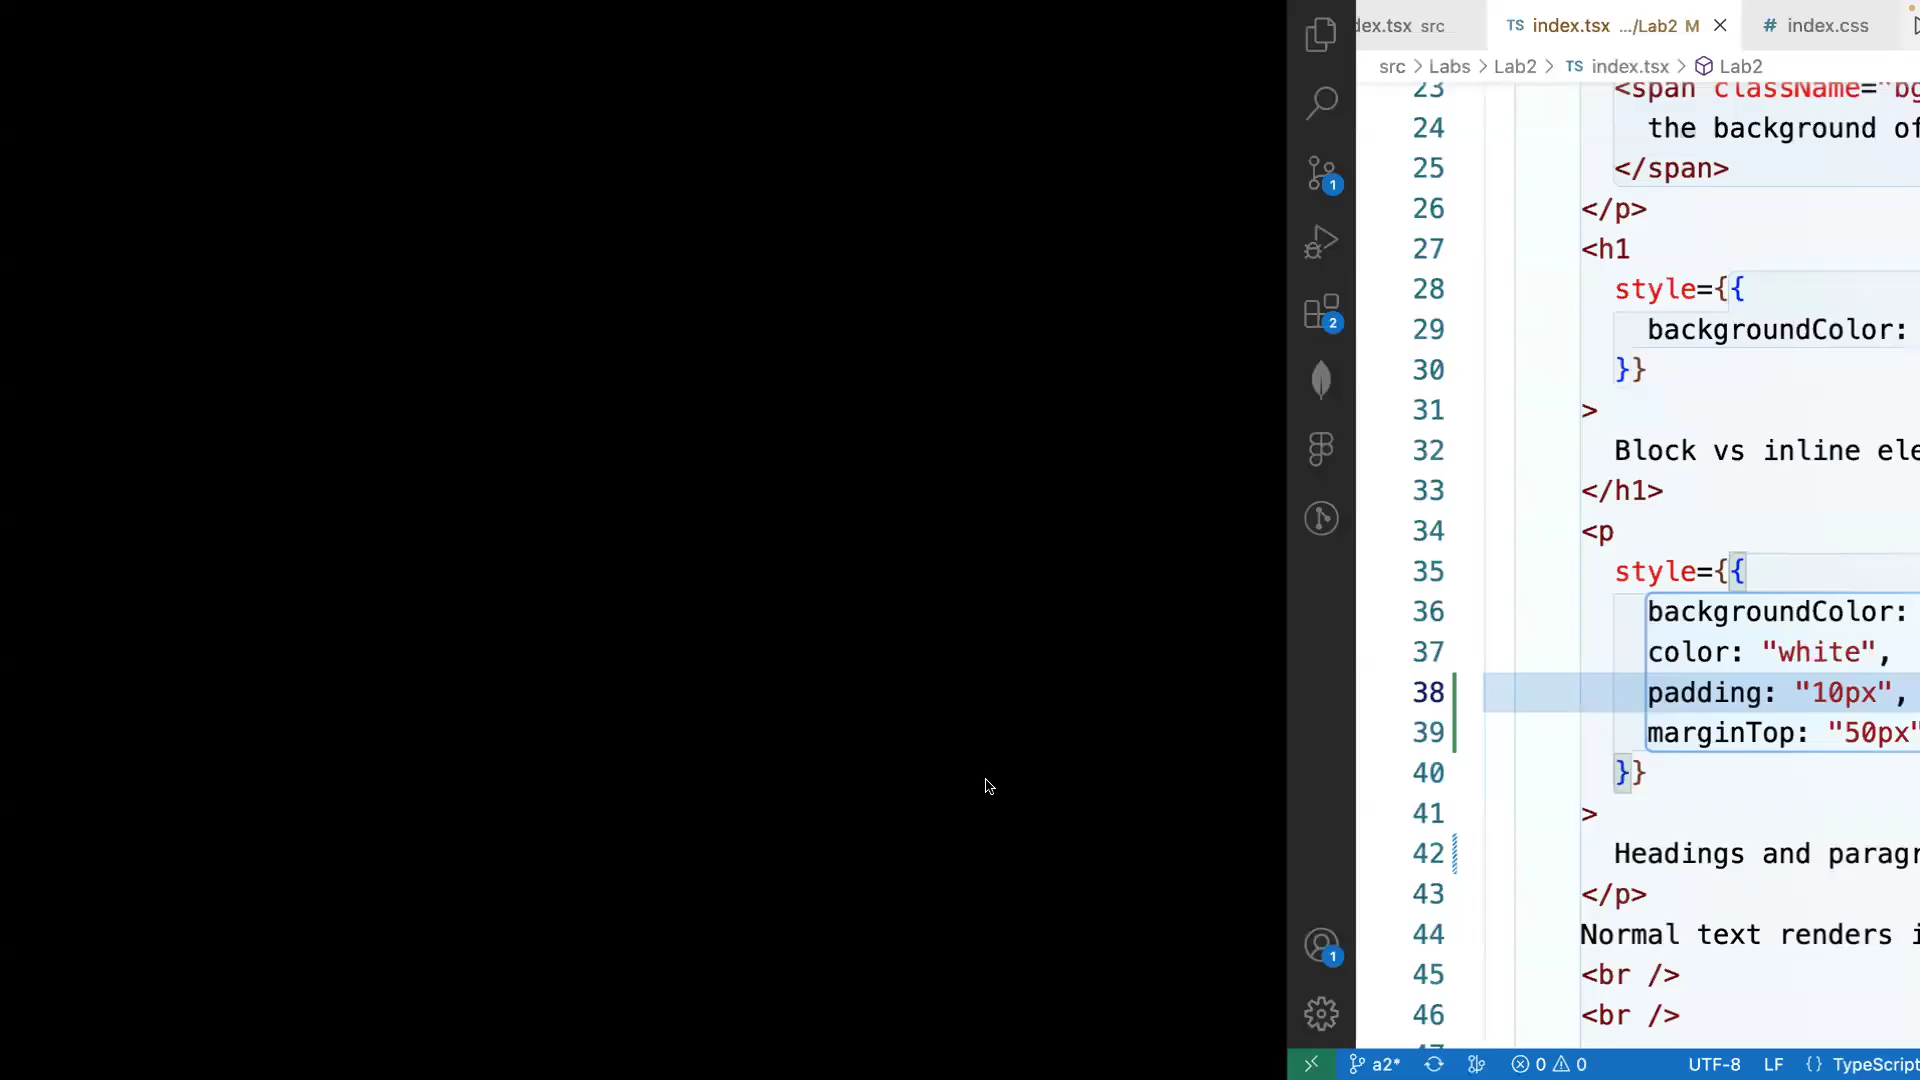 dex.tsx src TS index.tsx .../Lab2 M # index.css
src > Labs > Lab2 > TS index.tsx > Lab2
23 <span className="bg
24 the background of
25 </span>
26 </p>
27 <h1
28 style={{
29 backgroundColor:
30 }}
31 >
32 Block vs inline ele
33 </h1>
34 <p
35 style={{
36 backgroundColor:
37 color: "white",
38 padding: "10px",
39 marginTop: "50px"
40 }}
41 >
42 Headings and paragr
43 </p>
44 Normal text renders i
45 <br />
46 <br />
1
2
1
a2* 0 0 UTF-8 LF {} TypeScript